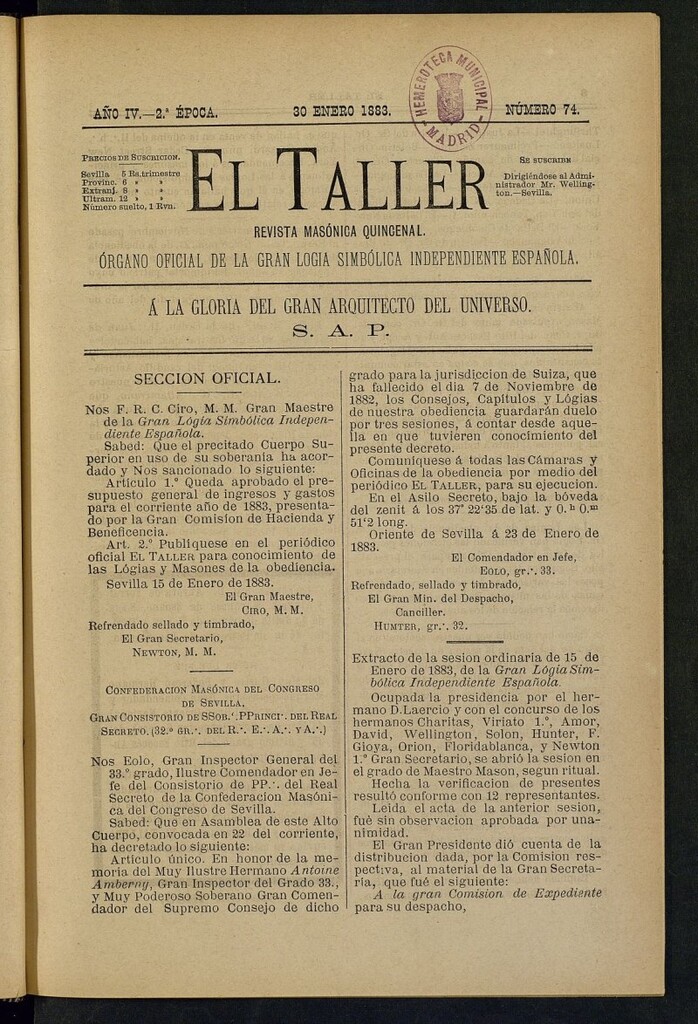 AÑO IV.—2.ª ÉPOCA.
30 ENERO 1883.
NÚMERO 74.
HEMEROTECA MUNICIPAL
MADRID
PRECIOS DE SUSCRICION.
Sevilla 5 Rs. trimestre
Provinc. 6 » »
Extranj. 8 » »
Ultram. 12 » »
Número suelto, 1 Rvn.
EL TALLER
SE SUSCRIBE
Dirigiéndose al Admi-
nistrador Mr. Welling-
ton.—Sevilla.
REVISTA MASÓNICA QUINCENAL.
ÓRGANO OFICIAL DE LA GRAN LOGIA SIMBÓLICA INDEPENDIENTE ESPAÑOLA.
Á LA GLORIA DEL GRAN ARQUITECTO DEL UNIVERSO.
S. A. P.
SECCION OFICIAL.
Nos F. R. C. Ciro, M. M. Gran Maestre
de la Gran Lógia Simbólica Indepen-
diente Española.
Sabed: Que el precitado Cuerpo Su-
perior en uso de su soberanía ha acor-
dado y Nos sancionado lo siguiente:
Artículo 1.º Queda aprobado el pre-
supuesto general de ingresos y gastos
para el corriente año de 1883, presenta-
do por la Gran Comision de Hacienda y
Beneficencia.
Art. 2.º Publíquese en el periódico
oficial EL TALLER para conocimiento de
las Lógias y Masones de la obediencia.
Sevilla 15 de Enero de 1883.
El Gran Maestre,
CIRO, M. M.
Refrendado sellado y timbrado,
El Gran Secretario,
NEWTON, M. M.
CONFEDERACION MASÓNICA DEL CONGRESO
DE SEVILLA.
GRAN CONSISTORIO DE SSOR.∴ PPRINCI∴ DEL REAL
SECRETO. (32.º GR∴ DEL R∴ E∴ A∴ Y A∴)
Nos Eolo, Gran Inspector General del
33.º grado, Ilustre Comendador en Je-
fe del Consistorio de PP∴ del Real
Secreto de la Confederacion Masóni-
ca del Congreso de Sevilla.
Sabed: Que en Asamblea de este Alto
Cuerpo, convocada en 22 del corriente,
ha decretado lo siguiente:
Artículo único. En honor de la me-
moria del Muy Ilustre Hermano Antoine
Amberny, Gran Inspector del Grado 33.,
y Muy Poderoso Soberano Gran Comen-
dador del Supremo Consejo de dicho
grado para la jurisdiccion de Suiza, que
ha fallecido el dia 7 de Noviembre de
1882, los Consejos, Capítulos y Lógias
de nuestra obediencia guardarán duelo
por tres sesiones, á contar desde aque-
lla en que tuvieren conocimiento del
presente decreto.
Comuníquese á todas las Cámaras y
Oficinas de la obediencia por medio del
periódico EL TALLER, para su ejecucion.
En el Asilo Secreto, bajo la bóveda
del zenit á los 37º 22'35 de lat. y 0.ʰ 0.ᵐ
51'2 long.
Oriente de Sevilla á 23 de Enero de
1883.
El Comendador en Jefe,
EOLO, gr∴ 33.
Refrendado, sellado y timbrado,
El Gran Min. del Despacho,
Canciller.
HUMTER, gr∴ 32.
Extracto de la sesion ordinaria de 15 de
Enero de 1883, de la Gran Lógia Sim-
bólica Independiente Española.
Ocupada la presidencia por el her-
mano D. Laercio y con el concurso de los
hermanos Charitas, Viriato 1.º, Amor,
David, Wellington, Solon, Hunter, F.
Gioya, Orion, Floridablanca, y Newton
1.º Gran Secretario, se abrió la sesion en
el grado de Maestro Mason, segun ritual.
Hecha la verificacion de presentes
resultó conforme con 12 representantes.
Leida el acta de la anterior sesion,
fué sin observacion aprobada por una-
nimidad.
El Gran Presidente dió cuenta de la
distribucion dada, por la Comision res-
pectiva, al material de la Gran Secreta-
ría, que fué el siguiente:
A la gran Comision de Expediente
para su despacho,